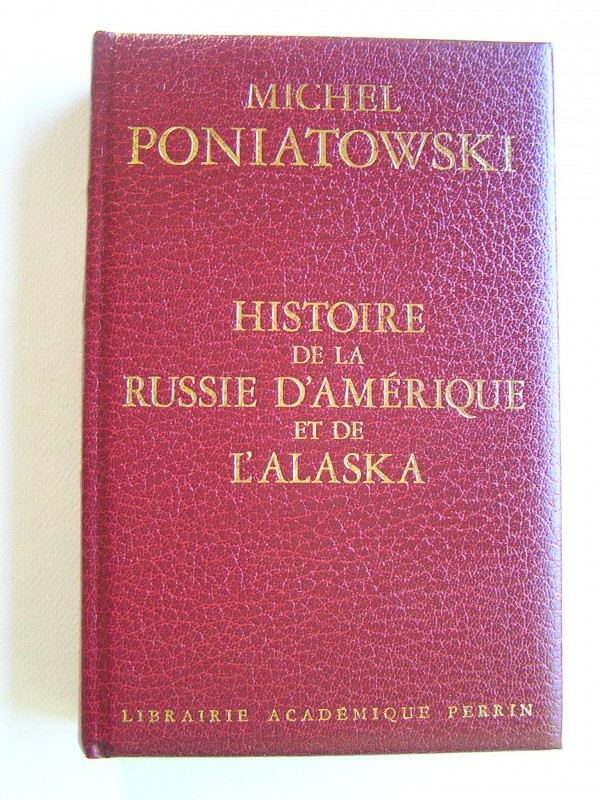 MICHEL
PONIATOWSKI
HISTOIRE
DE LA
RUSSIE D'AMÉRIQUE
ET DE
L'ALASKA
LIBRAIRIE ACADÉMIQUE PERRIN